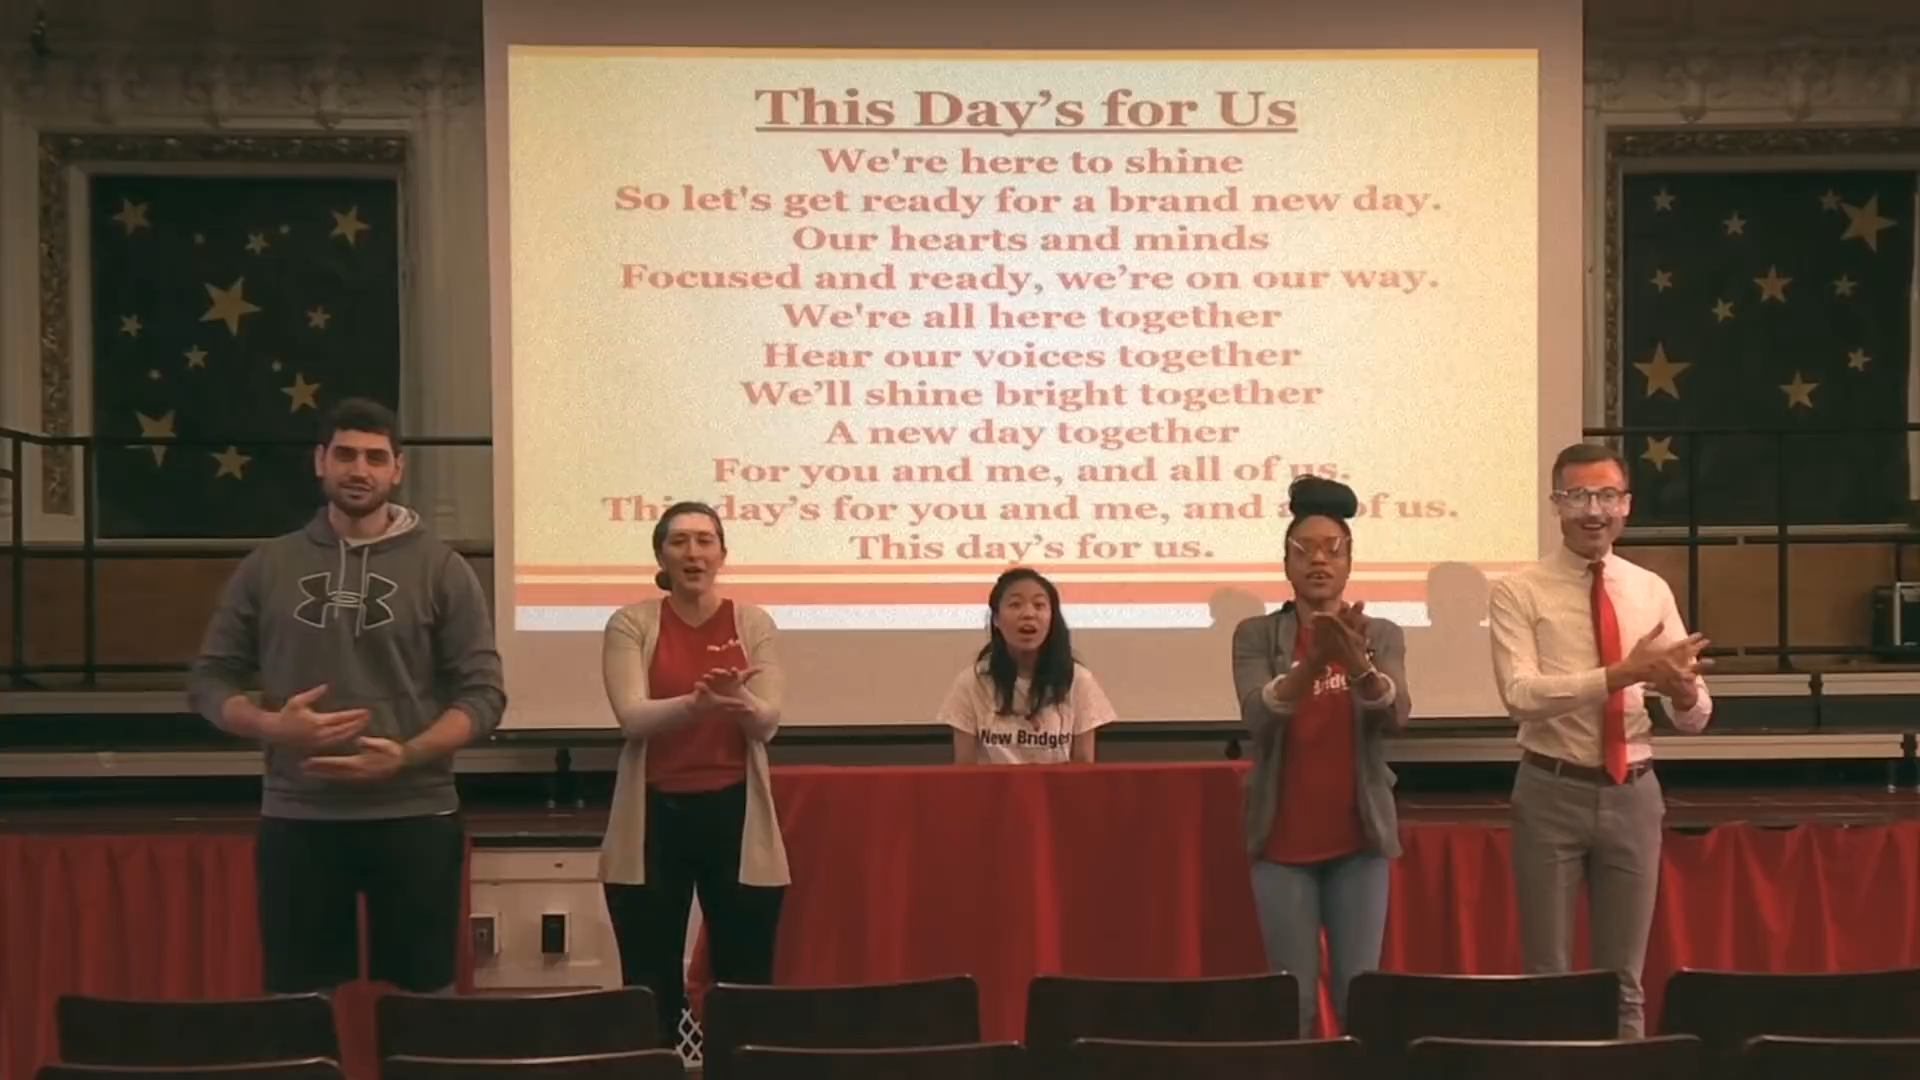 This Day’s for Us
We're here to shine
So let's get ready for a brand new day.
Our hearts and minds
Focused and ready, we’re on our way.
We're all here together
Hear our voices together
We’ll shine bright together
A new day together
For you and me, and all of us.
This day’s for you and me, and of us.
This day’s for us.
New Bridges